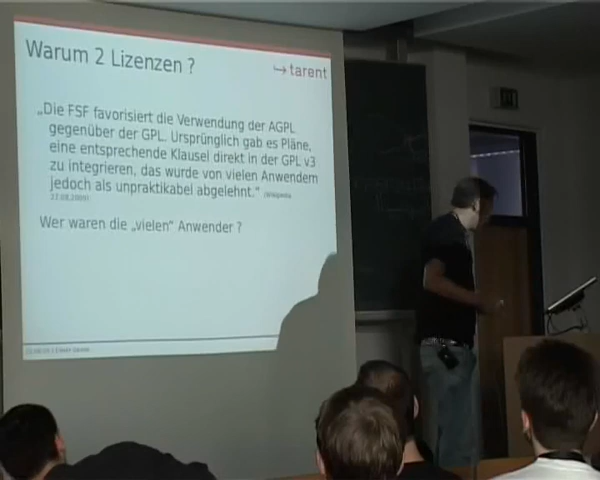 Warum 2 Lizenzen ?
tarent
„Die FSF favorisiert die Verwendung der AGPL
gegenüber der GPL. Ursprünglich gab es Pläne,
eine entsprechende Klausel direkt in der GPL v3
zu integrieren, das wurde von vielen Anwendern
jedoch als unpraktikabel abgelehnt.“ (Wikipedia
Wer waren die „vielen“ Anwender ?